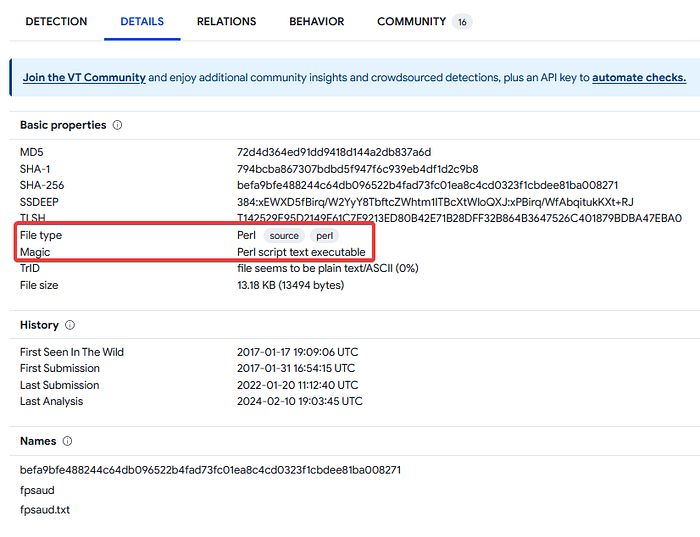 DETECTION DETAILS RELATIONS BEHAVIOR COMMUNITY 16
Join the VT Community and enjoy additional community insights and crowdsourced detections, plus an API key to automate checks.
Basic properties
MD5 72d4d364ed91dd9418d144a2db837a6d
SHA-1 794bcba867307bdbd5f947f6c939eb4df1d2c9b8
SHA-256 befa9bfe488244c64db096522b4fad73fc01ea8c4cd0323f1cbdee81ba008271
SSDEEP 384:xEWXD5fBirq/W2YyY8TbftcZWhtm1ITBcXtWloQXJ:xPBirq/WfAbqitukKXt+RJ
TLSH T142529E95D2149F61C7F9213ED80B42E71B28DFF32B864B3647526C401879BDBA47EBA0
File type Perl source perl
Magic Perl script text executable
TrID file seems to be plain text/ASCII (0%)
File size 13.18 KB (13494 bytes)
History
First Seen In The Wild 2017-01-17 19:09:06 UTC
First Submission 2017-01-31 16:54:15 UTC
Last Submission 2022-01-20 11:12:40 UTC
Last Analysis 2024-02-10 19:03:45 UTC
Names
befa9bfe488244c64db096522b4fad73fc01ea8c4cd0323f1cbdee81ba008271
fpsaud
fpsaud.txt